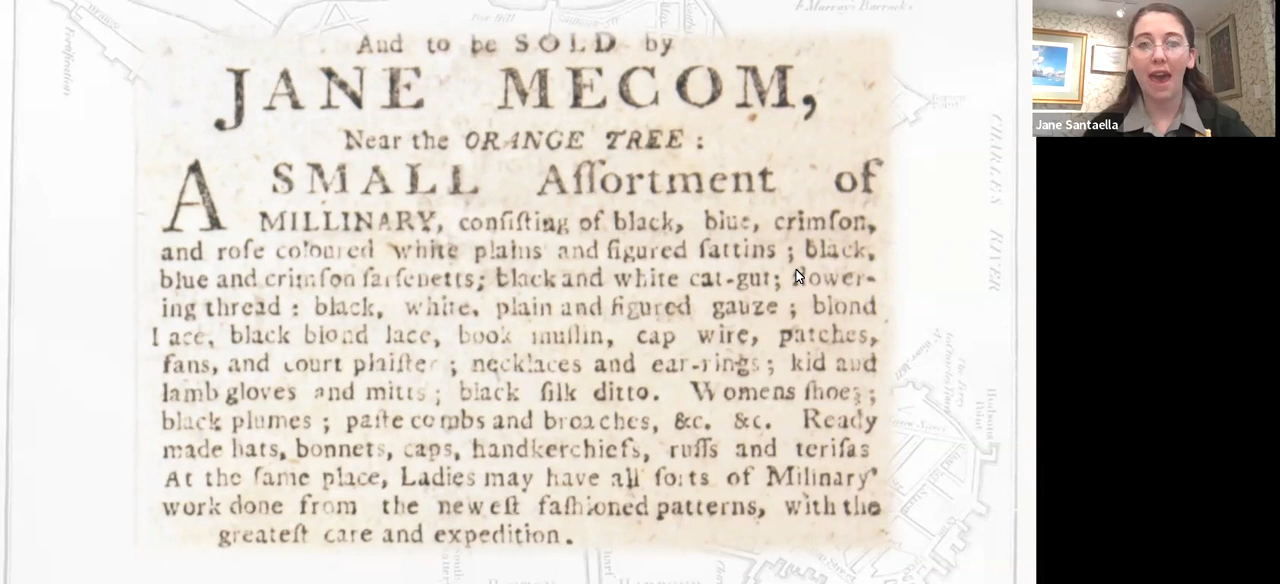 And to be SOLD by
JANE MECOM,
Near the ORANGE TREE :
A SMALL Aſſortment of
MILLINARY, conſiſting of black, blue, crimſon,
and roſe coloured white plains and figured ſattins ; black,
blue and crimſon ſarſenetts; black and white cat-gut; flower-
ing thread : black, white, plain and figured gauze ; blond
lace, black blond lace, book muſlin, cap wire, patches,
fans, and court plaiſter ; necklaces and ear-rings ; kid and
lamb gloves and mitts ; black ſilk ditto. Womens ſhoes ;
black plumes ; paſte combs and broaches, &c. &c. Ready
made hats, bonnets, caps, handkerchiefs, ruffs and teriſas
At the ſame place, Ladies may have all ſorts of Milinary
work done from the neweſt faſhioned patterns, with the
greateſt care and expedition.
Jane Santaella
CHARLES RIVER
Fortification